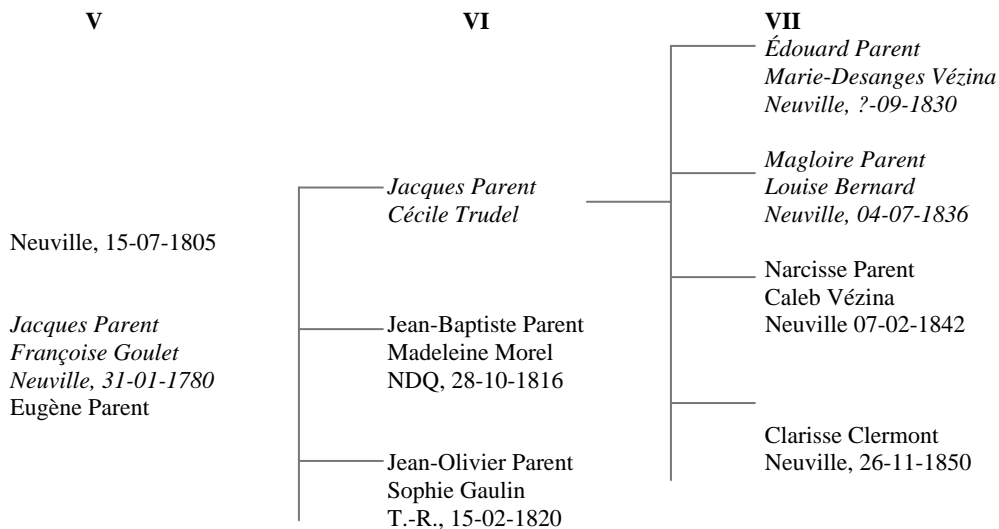 V
VI
VII
Édouard Parent
Marie-Desanges Vézina
Neuville, ?-09-1830
Magloire Parent
Louise Bernard
Neuville, 04-07-1836
Jacques Parent
Cécile Trudel
Neuville, 15-07-1805
Narcisse Parent
Caleb Vézina
Neuville 07-02-1842
Jacques Parent
Françoise Goulet
Neuville, 31-01-1780
Eugène Parent
Jean-Baptiste Parent
Madeleine Morel
NDQ, 28-10-1816
Clarisse Clermont
Neuville, 26-11-1850
Jean-Olivier Parent
Sophie Gaulin
T.-R., 15-02-1820